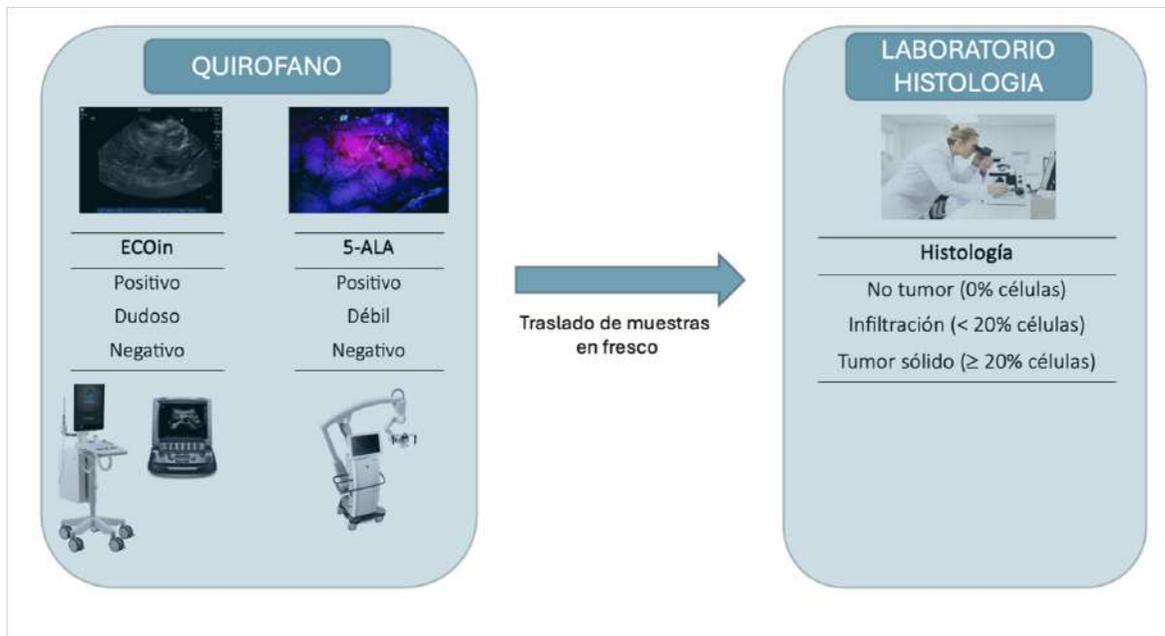 QUIROFANO
ECOin
Positivo
Dudoso
Negativo
5-ALA
Positivo
Débil
Negativo
Traslado de muestras
en fresco
LABORATORIO
HISTOLOGIA
Histología
No tumor (0% células)
Infiltración (< 20% células)
Tumor sólido (≥ 20% células)